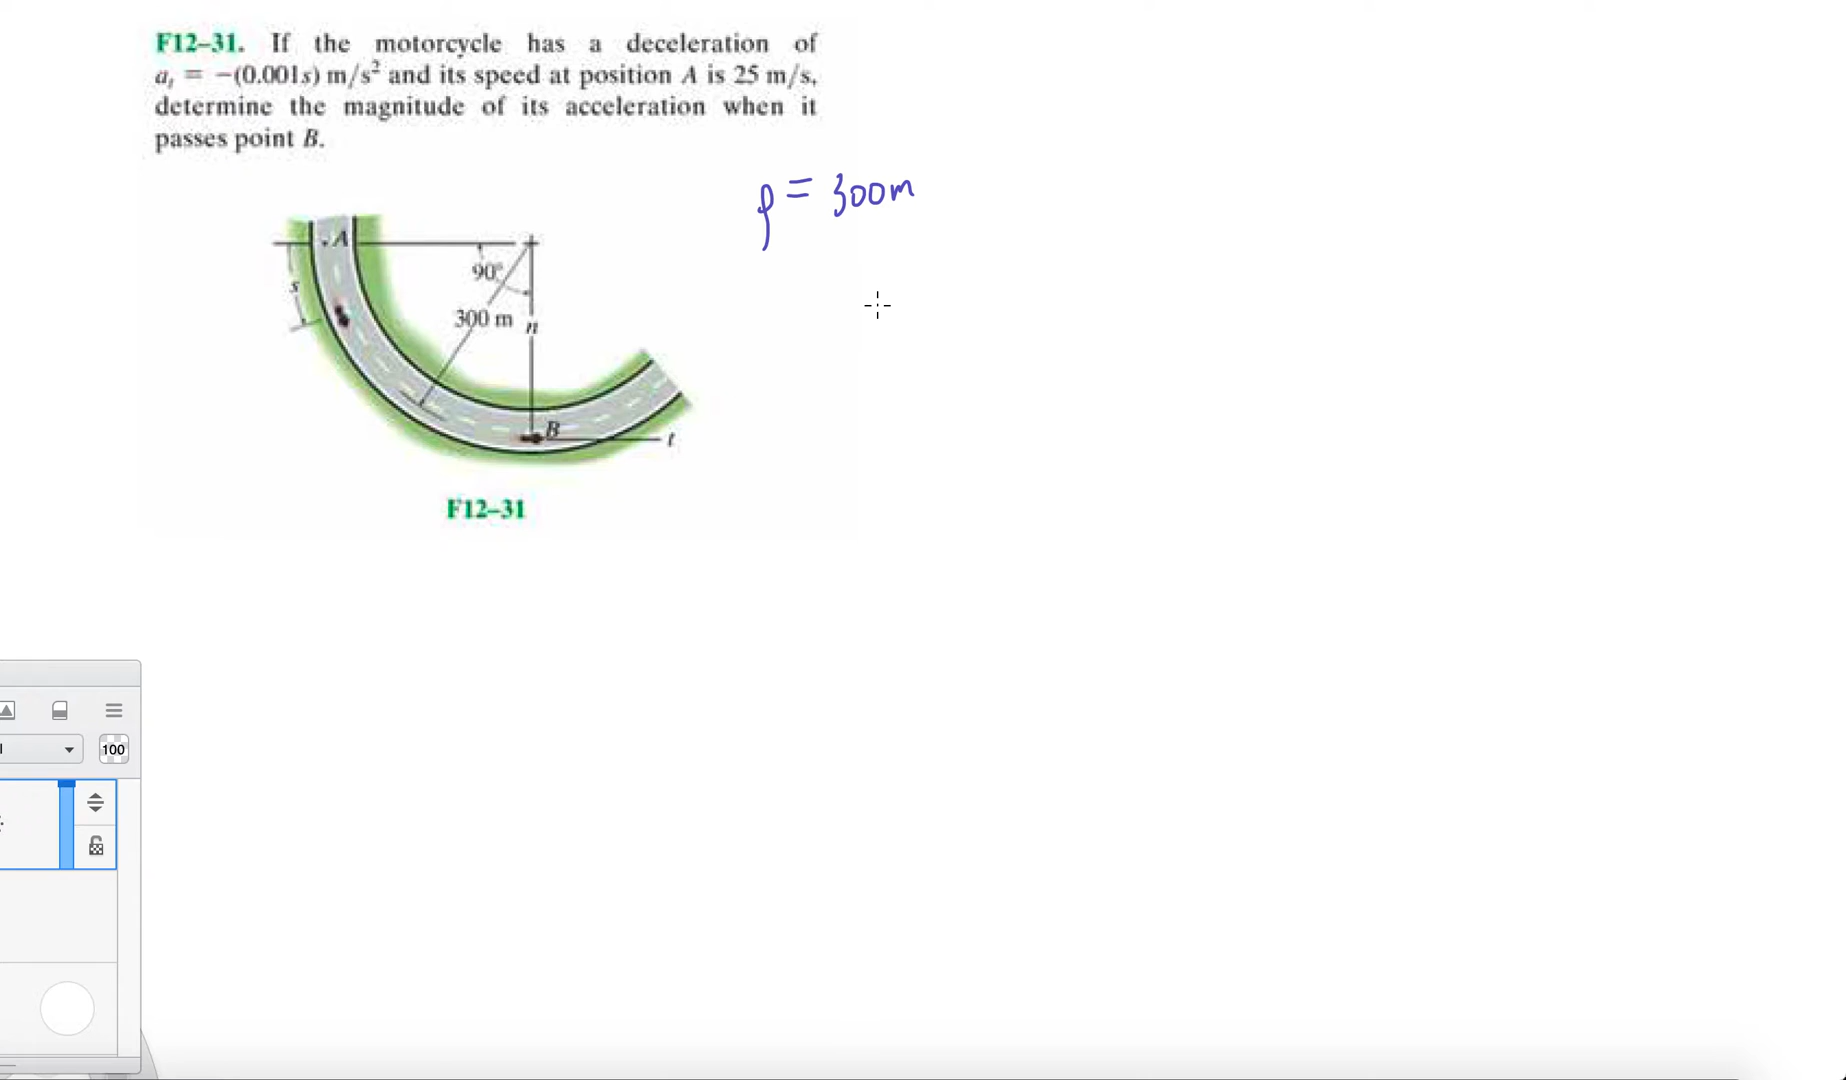 F12–31. If the motorcycle has a deceleration of
aₜ = −(0.001s) m/s² and its speed at position A is 25 m/s,
determine the magnitude of its acceleration when it
passes point B.
ρ = 300m
A
90°
s
300 m
n
B
t
F12–31
100